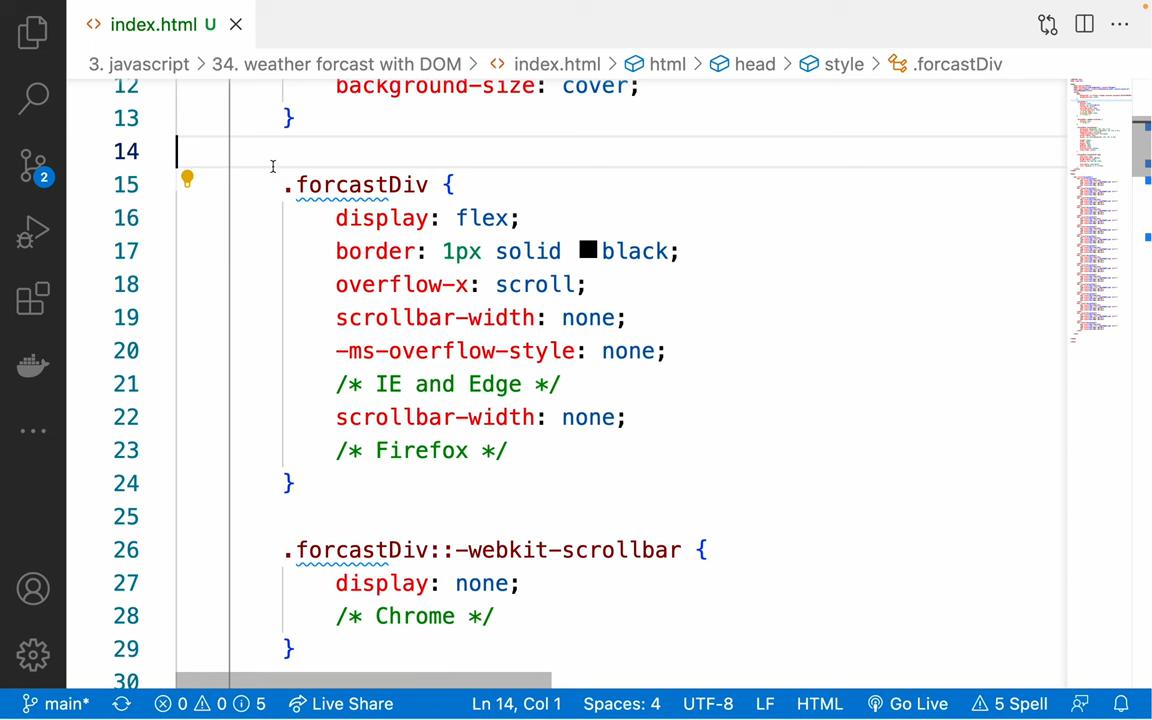 index.html U
3. javascript > 34. weather forcast with DOM > index.html > html > head > style > .forcastDiv
12 background-size: cover;
13 }
14
15 .forcastDiv {
16 display: flex;
17 border: 1px solid black;
18 overflow-x: scroll;
19 scrollbar-width: none;
20 -ms-overflow-style: none;
21 /* IE and Edge */
22 scrollbar-width: none;
23 /* Firefox */
24 }
25
26 .forcastDiv::-webkit-scrollbar {
27 display: none;
28 /* Chrome */
29 }
30
2
main* 0 0 5 Live Share Ln 14, Col 1 Spaces: 4 UTF-8 LF HTML Go Live 5 Spell